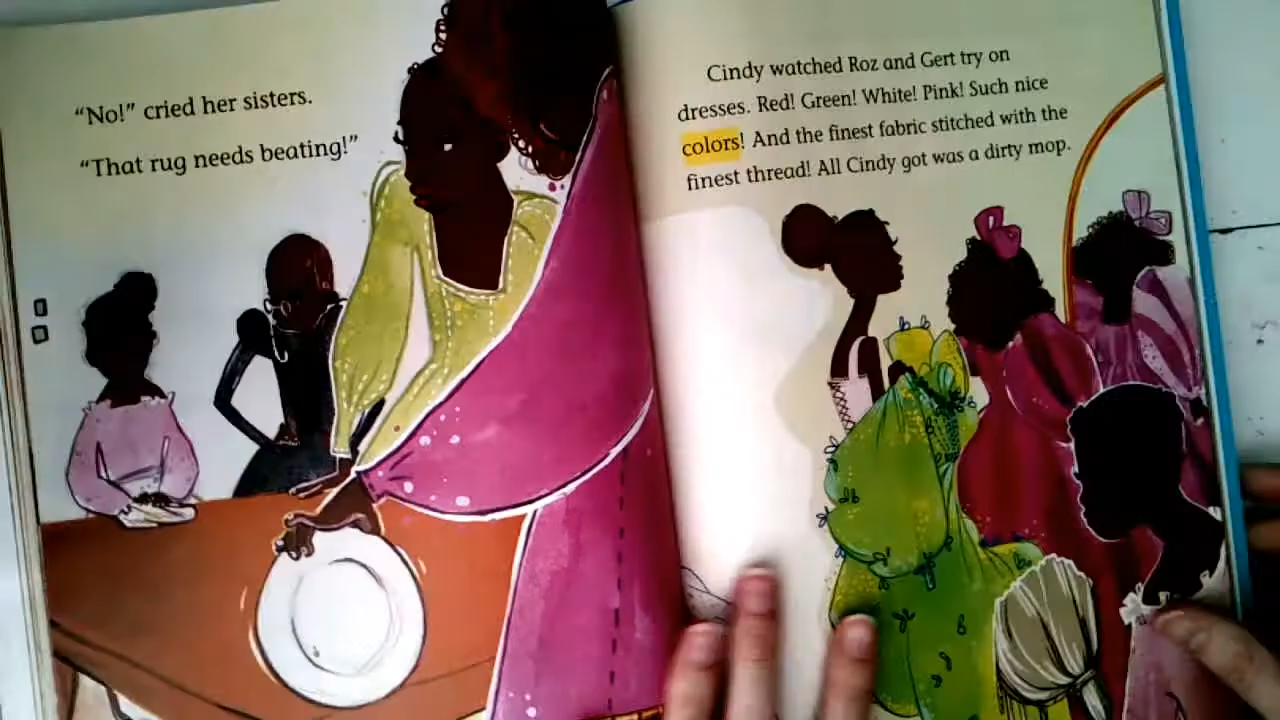 "No!" cried her sisters.
"That rug needs beating!"
Cindy watched Roz and Gert try on
dresses. Red! Green! White! Pink! Such nice
colors! And the finest fabric stitched with the
finest thread! All Cindy got was a dirty mop.